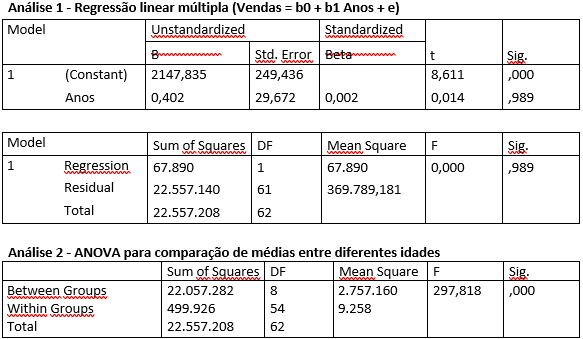 Análise 1 - Regressão linear múltipla (Vendas = b0 + b1 Anos + e)
Model Unstandardized Standardized
B Std. Error Beta t Sig.
1 (Constant) 2147,835 249,436 8,611 ,000
Anos 0,402 29,672 0,002 0,014 ,989
Model Sum of Squares DF Mean Square F Sig.
1 Regression 67.890 1 67.890 0,000 ,989
Residual 22.557.140 61 369.789,181
Total 22.557.208 62
Análise 2 - ANOVA para comparação de médias entre diferentes idades
Sum of Squares DF Mean Square F Sig.
Between Groups 22.057.282 8 2.757.160 297,818 ,000
Within Groups 499.926 54 9.258
Total 22.557.208 62